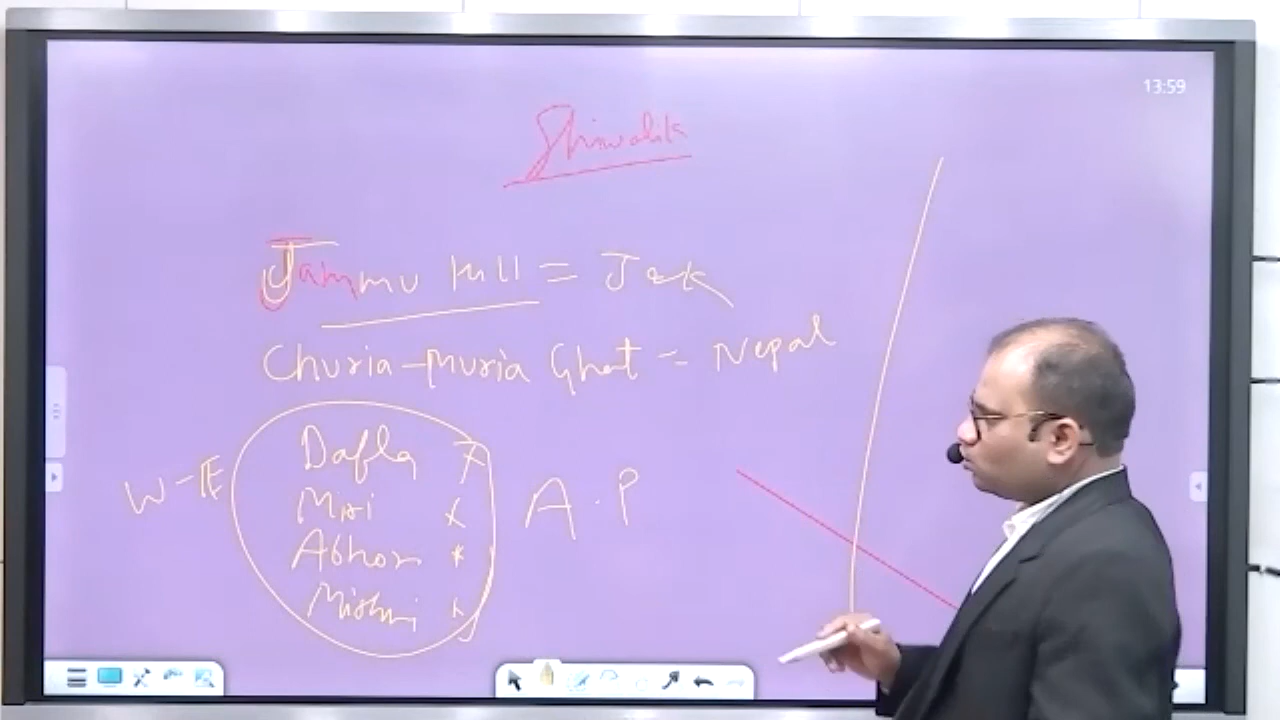 13:59
Shiwalik
Jammu Hill = J&K
Churia-Muria Ghat = Nepal
Dafla
W-E
Miri
A.P
Abhor
Mishmi